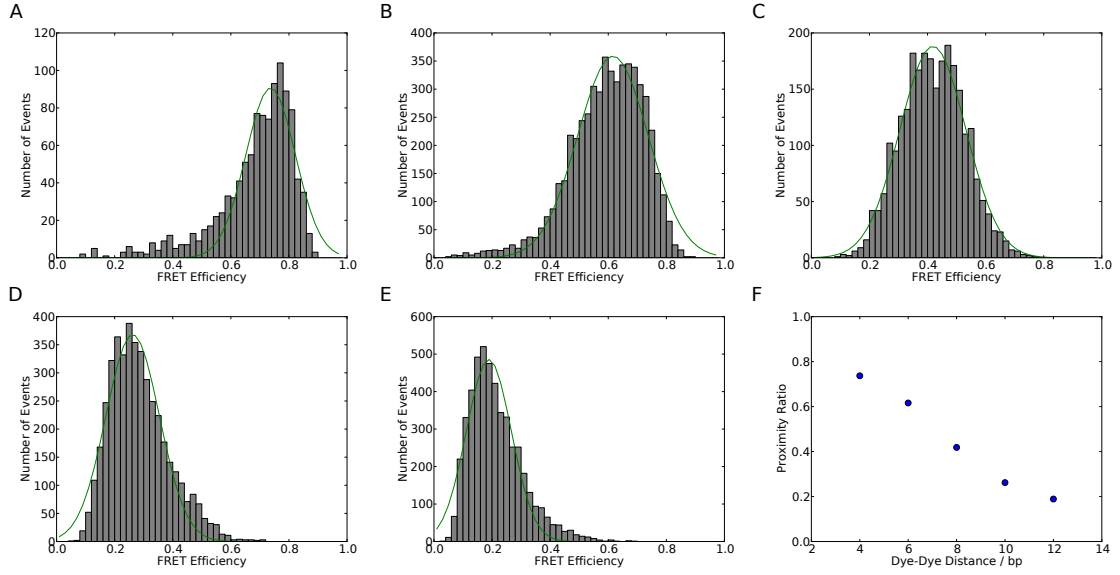 A
B
C
120
100
80
60
40
20
0
Number of Events
0.0 0.2 0.4 0.6 0.8 1.0
FRET Efficiency
400
350
300
250
200
150
100
50
0
Number of Events
0.0 0.2 0.4 0.6 0.8 1.0
FRET Efficiency
200
150
100
50
0
Number of Events
0.0 0.2 0.4 0.6 0.8 1.0
FRET Efficiency
D
E
F
400
350
300
250
200
150
100
50
0
Number of Events
0.0 0.2 0.4 0.6 0.8 1.0
FRET Efficiency
600
500
400
300
200
100
0
Number of Events
0.0 0.2 0.4 0.6 0.8 1.0
FRET Efficiency
1.0
0.8
0.6
0.4
0.2
0.0
Proximity Ratio
2 4 6 8 10 12 14
Dye-Dye Distance / bp